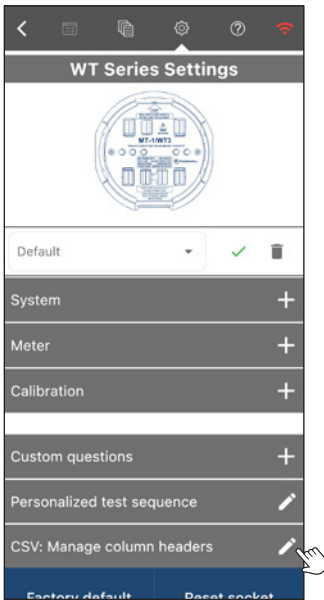 WT Series Settings
MT-1/WT3
Default
System
Meter
Calibration
Custom questions
Personalized test sequence
CSV: Manage column headers
Factory default
Reset socket